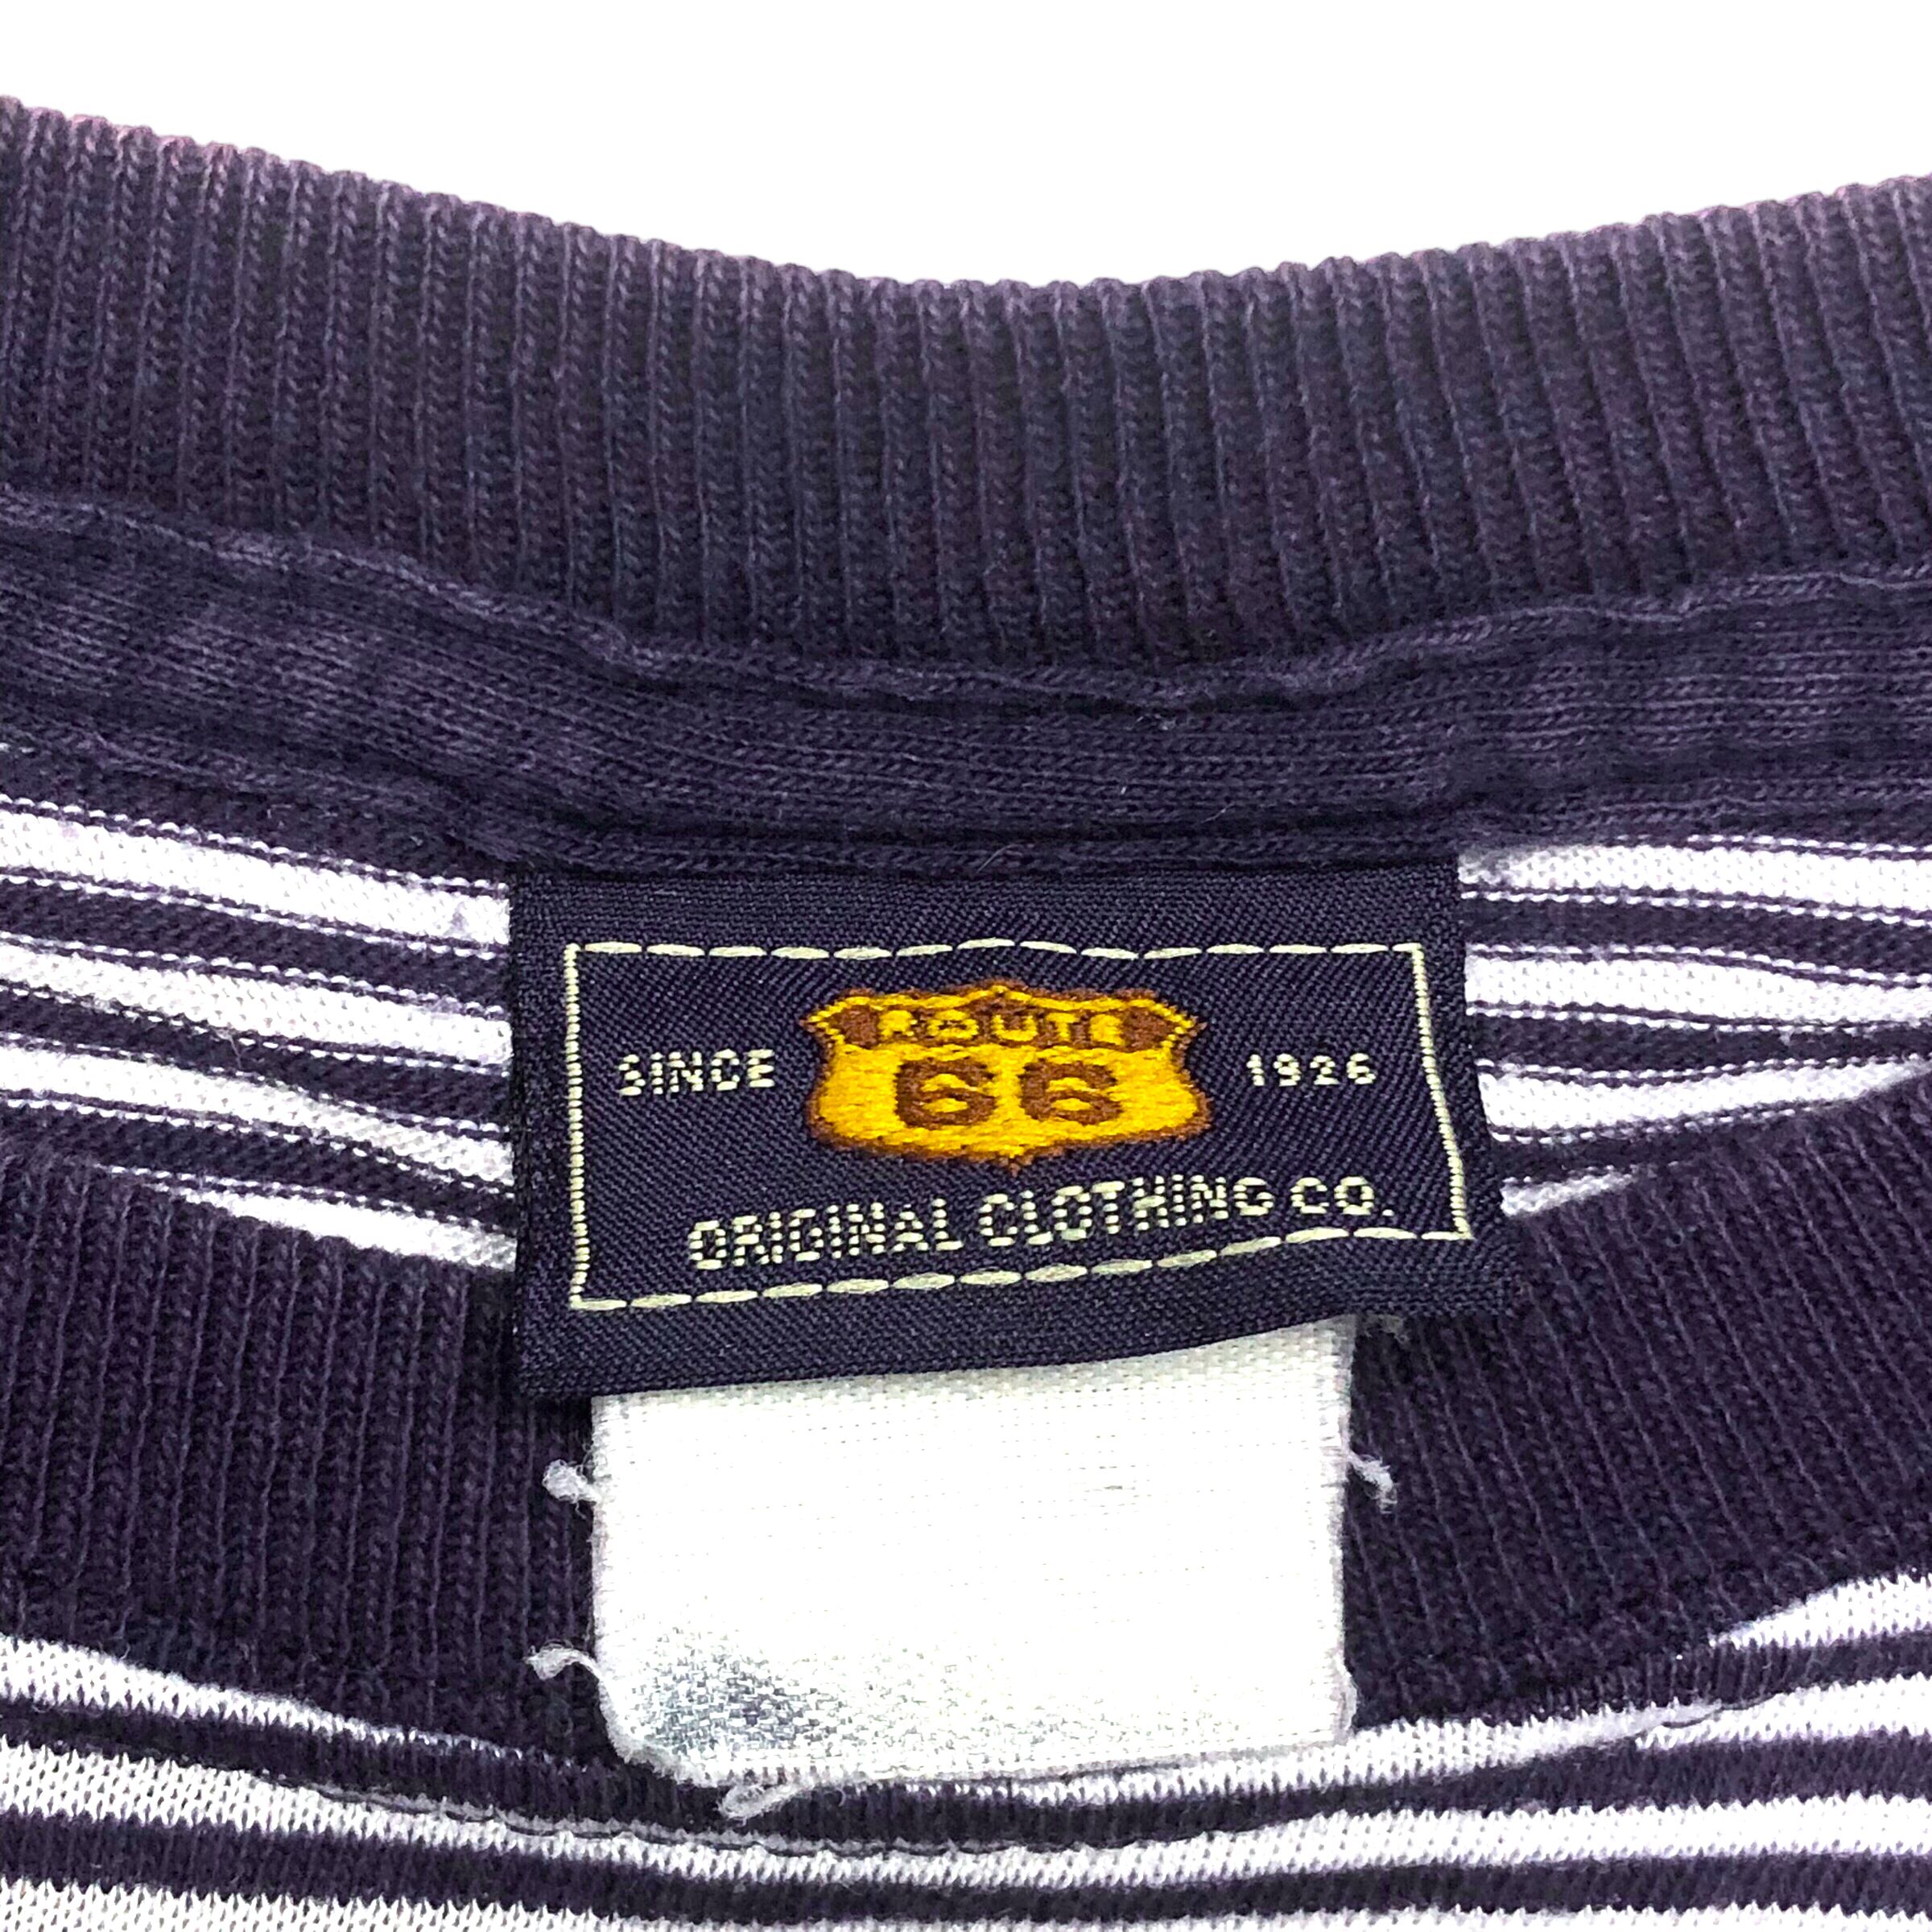 ROUTE
SINCE 66 1926
ORIGINAL CLOTHING CO.